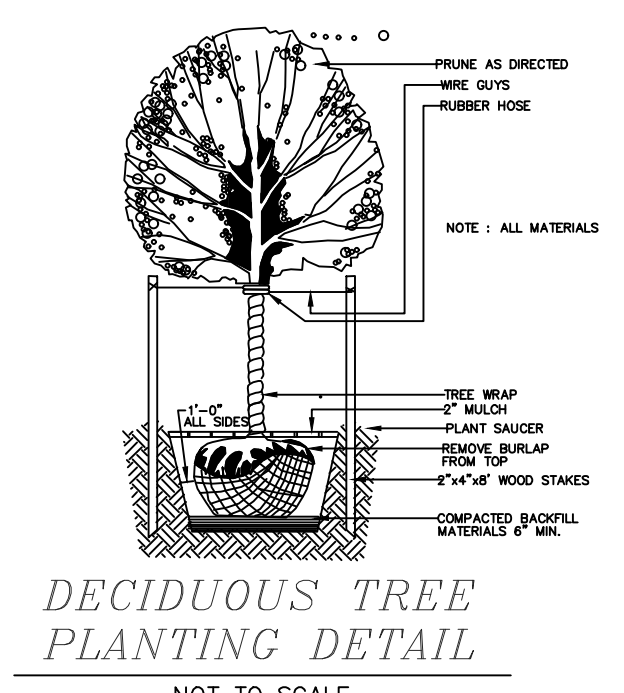 PRUNE AS DIRECTED
WIRE GUYS
RUBBER HOSE
NOTE : ALL MATERIALS
1'-0"
ALL SIDES
TREE WRAP
2" MULCH
PLANT SAUCER
REMOVE BURLAP
FROM TOP
2"x4"x8' WOOD STAKES
COMPACTED BACKFILL
MATERIALS 6" MIN.
DECIDUOUS TREE
PLANTING DETAIL
NOT TO SCALE